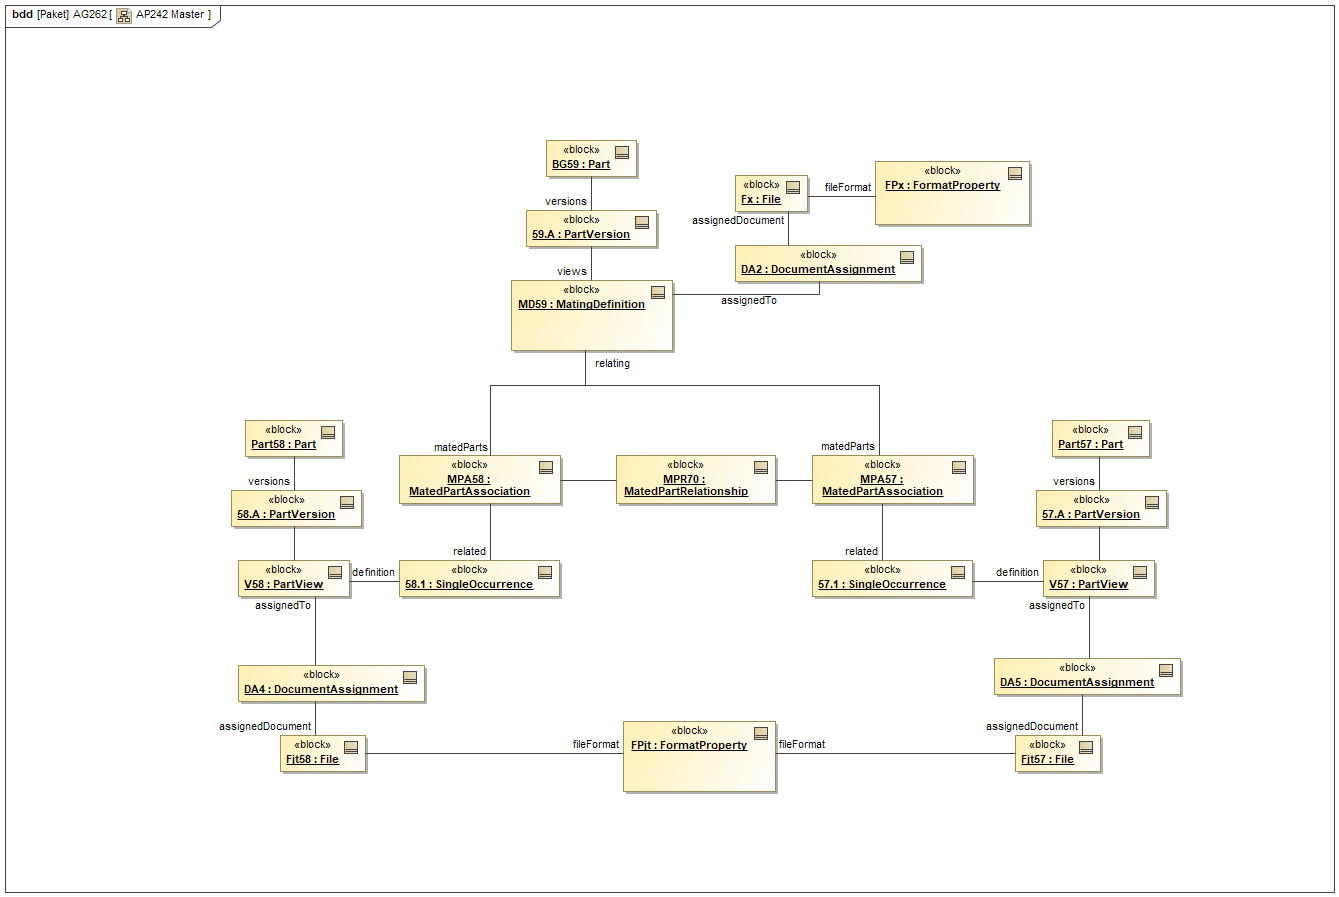 bdd [Paket] AG262 [ AP242 Master ]
«block»
BG59 : Part
versions
«block»
59.A : PartVersion
views
«block»
MD59 : MatingDefinition
relating
«block»
Fx : File
fileFormat
«block»
FPx : FormatProperty
assignedDocument
«block»
DA2 : DocumentAssignment
assignedTo
matedParts
matedParts
«block»
Part58 : Part
versions
«block»
58.A : PartVersion
«block»
V58 : PartView
definition
assignedTo
«block»
MPA58 :
MatedPartAssociation
related
«block»
58.1 : SingleOccurrence
«block»
MPR70 :
MatedPartRelationship
«block»
MPA57 :
MatedPartAssociation
related
«block»
57.1 : SingleOccurrence
«block»
Part57 : Part
versions
«block»
57.A : PartVersion
definition
«block»
V57 : PartView
assignedTo
«block»
DA4 : DocumentAssignment
assignedDocument
«block»
Fjt58 : File
fileFormat
«block»
FPjt : FormatProperty
fileFormat
«block»
DA5 : DocumentAssignment
assignedDocument
«block»
Fjt57 : File